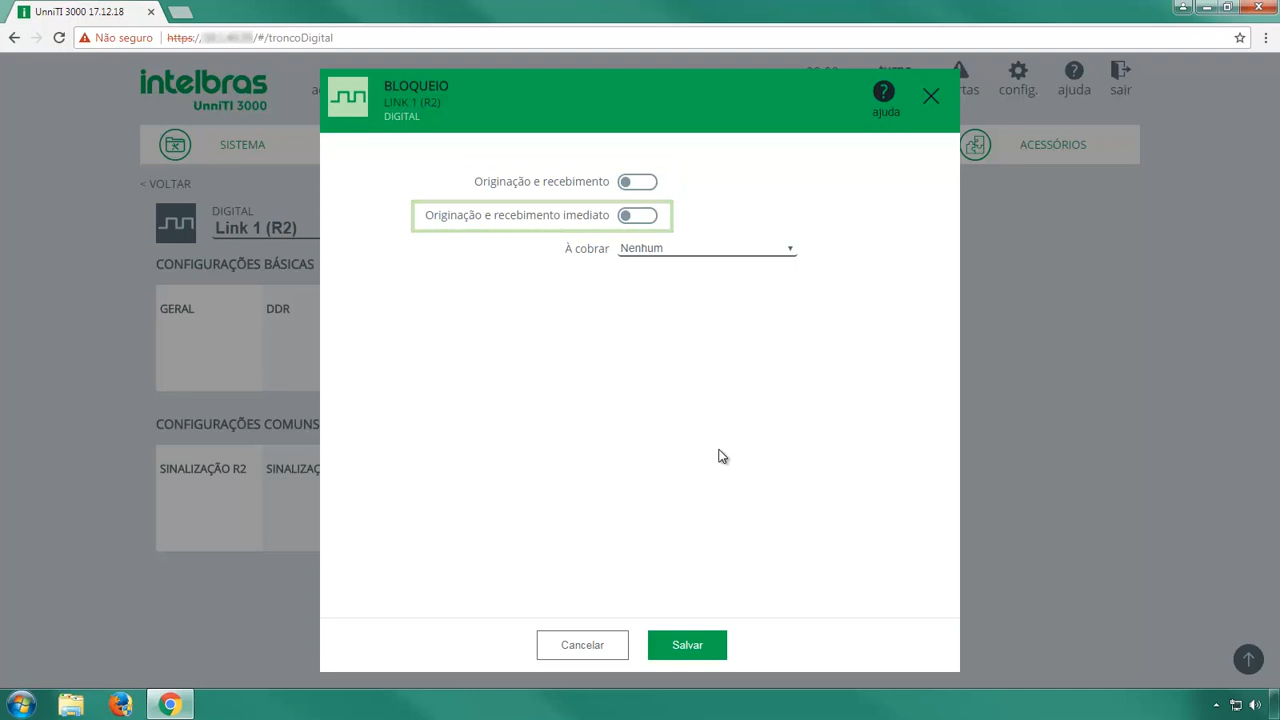 UnniTI 17.12.18
Não seguro
https:/
/#/troncoDigital
intelbras
UnniTI 3000
config.
ajuda
sair
SISTEMA
ACESSÓRIOS
< VOLTAR
DIGITAL
Link 1 (R2)
CONFIGURAÇÕES BÁSICAS
GERAL
DDR
CONFIGURAÇÕES COMUNS
SINALIZAÇÃO R2
BLOQUEIO
LINK 1 (R2)
DIGITAL
ajuda
Originação e recebimento
Originação e recebimento imediato
À cobrar
Nenhum
Cancelar
Salvar